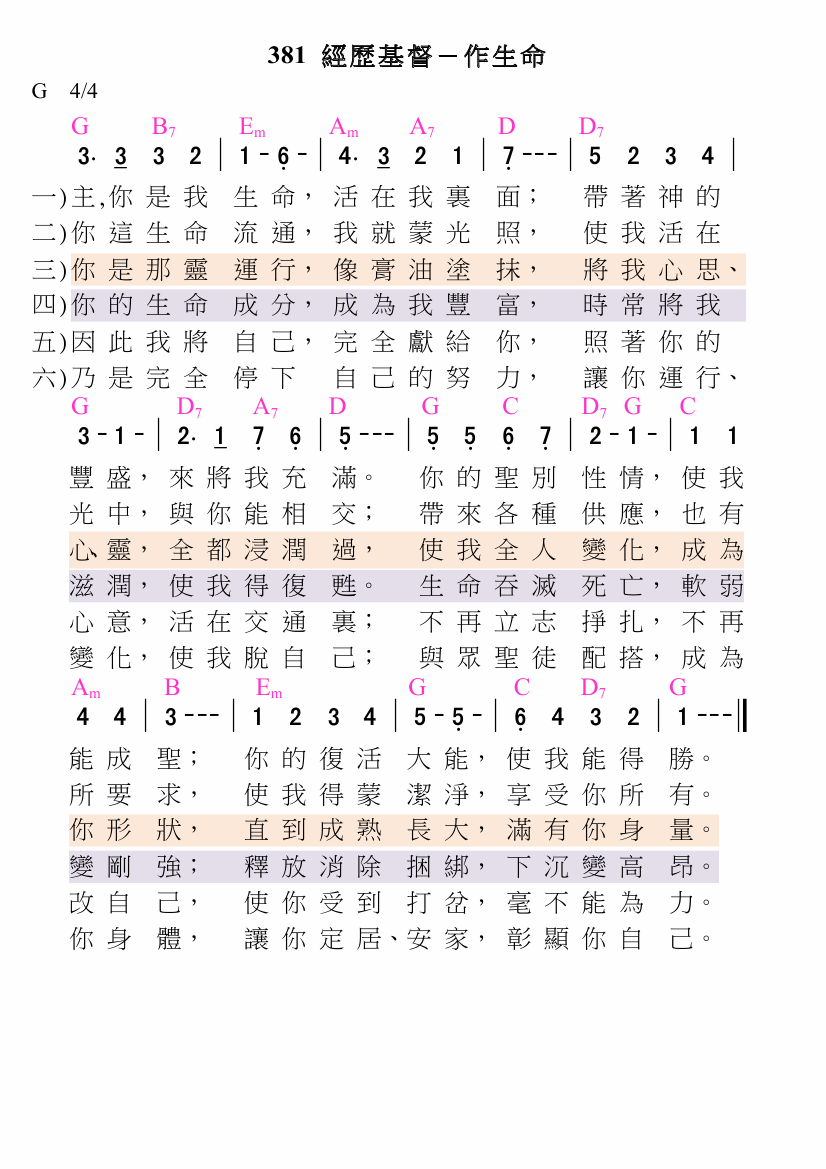 381 經歷基督－作生命
G 4/4
G B7 Em Am A7 D D7
3. 3 3 2 | 1 - 6 - | 4. 3 2 1 | 7 - - - | 5 2 3 4 |
一)主,你是我 生命， 活在我裏 面； 帶著神的
二)你這生命 流通， 我就蒙光 照， 使我活在
三)你是那靈 運行， 像膏油塗 抹， 將我心思、
四)你的生命 成分， 成為我豐 富， 時常將我
五)因此我將 自己， 完全獻給 你， 照著你的
六)乃是完全 停下 自己的努 力， 讓你運行、
G D7 A7 D G C D7 G C
3 - 1 - | 2. 1 7 6 | 5 - - - | 5 5 6 7 | 2 - 1 - | 1 1
豐盛， 來將我充 滿。 你的聖別 性情， 使我
光中， 與你能相 交； 帶來各種 供應， 也有
心、靈， 全都浸潤 過， 使我全人 變化， 成為
滋潤， 使我得復 甦。 生命吞滅 死亡， 軟弱
心意， 活在交通 裏； 不再立志 掙扎， 不再
變化， 使我脫自 己； 與眾聖徒 配搭， 成為
Am B Em G C D7 G
4 4 | 3 - - - | 1 2 3 4 | 5 - 5 - | 6 4 3 2 | 1 - - - ‖
能成 聖； 你的復活 大能， 使我能得 勝。
所要 求， 使我得蒙 潔淨， 享受你所 有。
你形 狀， 直到成熟 長大， 滿有你身 量。
變剛 強； 釋放消除 捆綁， 下沉變高 昂。
改自 己， 使你受到 打岔， 毫不能為 力。
你身 體， 讓你定居、安家， 彰顯你自 己。